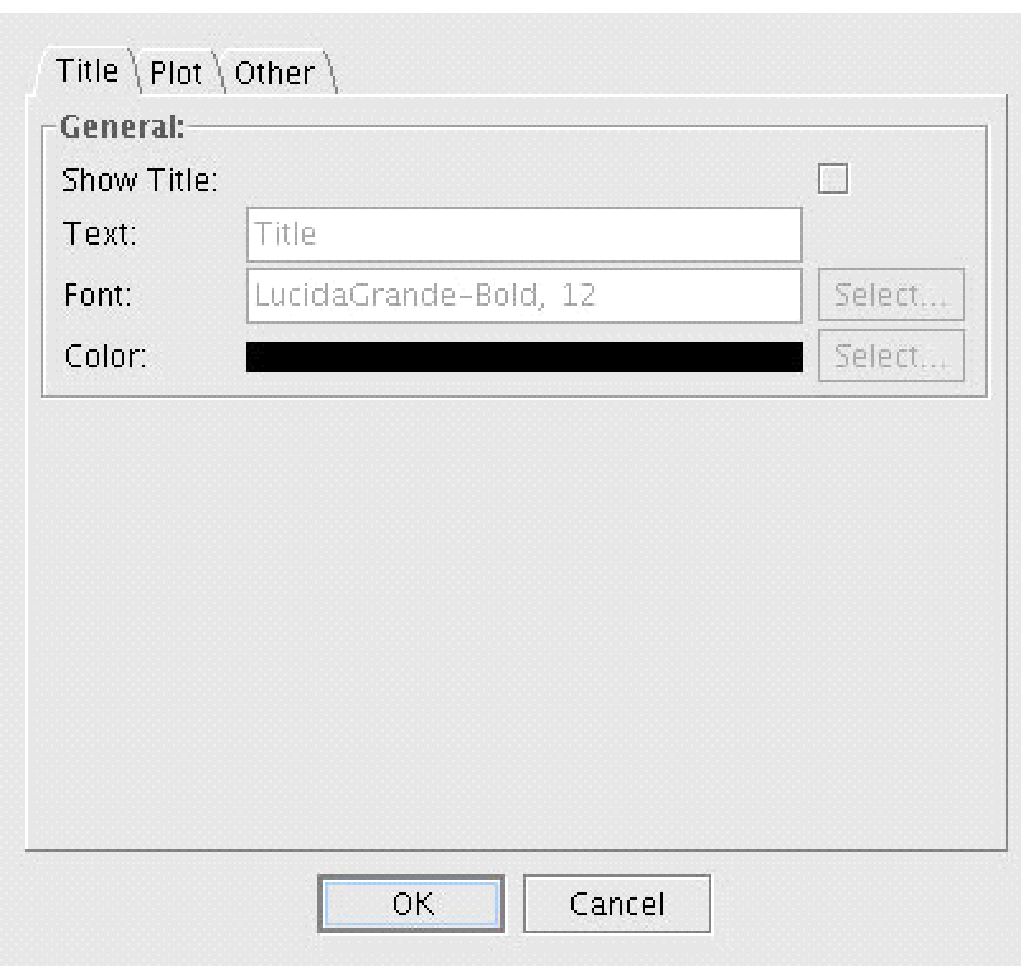 Title Plot Other
General:
Show Title:
Text: Title
Font: LucidaGrande-Bold, 12 Select...
Color: Select...
OK Cancel